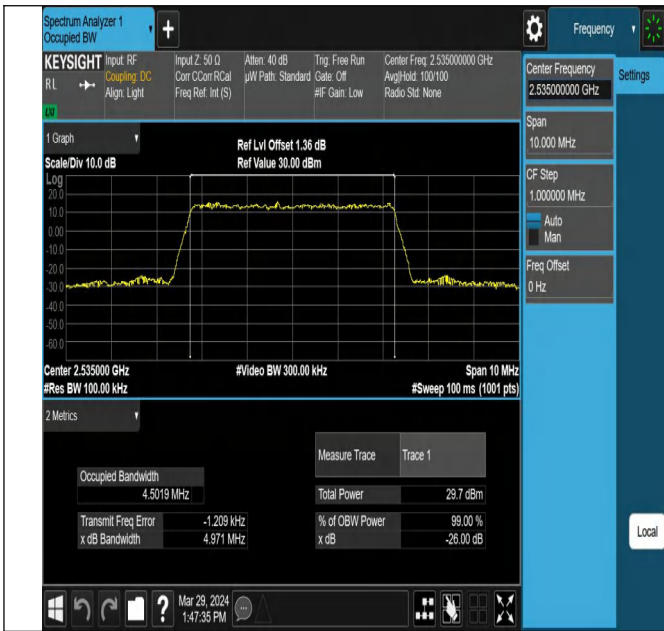 Spectrum Analyzer 1
Occupied BW
+
Frequency
KEYSIGHT
RL
LXI
Input: RF
Coupling: DC
Align: Light
Input Z: 50 Ω
Corr CCorr RCal
Freq Ref: Int (S)
Atten: 40 dB
µW Path: Standard
Trig: Free Run
Gate: Off
#IF Gain: Low
Center Freq: 2.535000000 GHz
Avg|Hold: 100/100
Radio Std: None
Center Frequency
2.535000000 GHz
Settings
Span
10.000 MHz
CF Step
1.000000 MHz
Auto
Man
Freq Offset
0 Hz
1 Graph
Scale/Div 10.0 dB
Ref Lvl Offset 1.36 dB
Ref Value 30.00 dBm
Log
20.0
10.0
0.00
-10.0
-20.0
-30.0
-40.0
-50.0
-60.0
Center 2.535000 GHz
#Res BW 100.00 kHz
#Video BW 300.00 kHz
Span 10 MHz
#Sweep 100 ms (1001 pts)
2 Metrics
Measure Trace Trace 1
Occupied Bandwidth
4.5019 MHz
Total Power 29.7 dBm
Transmit Freq Error -1.209 kHz
% of OBW Power 99.00 %
x dB Bandwidth 4.971 MHz
x dB -26.00 dB
Local
?
Mar 29, 2024
1:47:35 PM